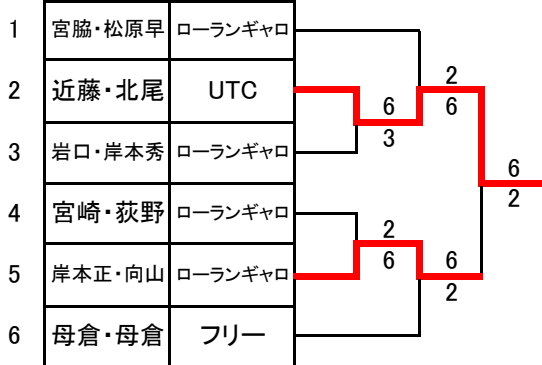 1 宮脇・松原早 ローランギャロ
2
2 近藤・北尾 UTC
6 6
3
3 岩口・岸本秀 ローランギャロ
6
2
4 宮崎・荻野 ローランギャロ
2
6 6
5 岸本正・向山 ローランギャロ
2
6 母倉・母倉 フリー